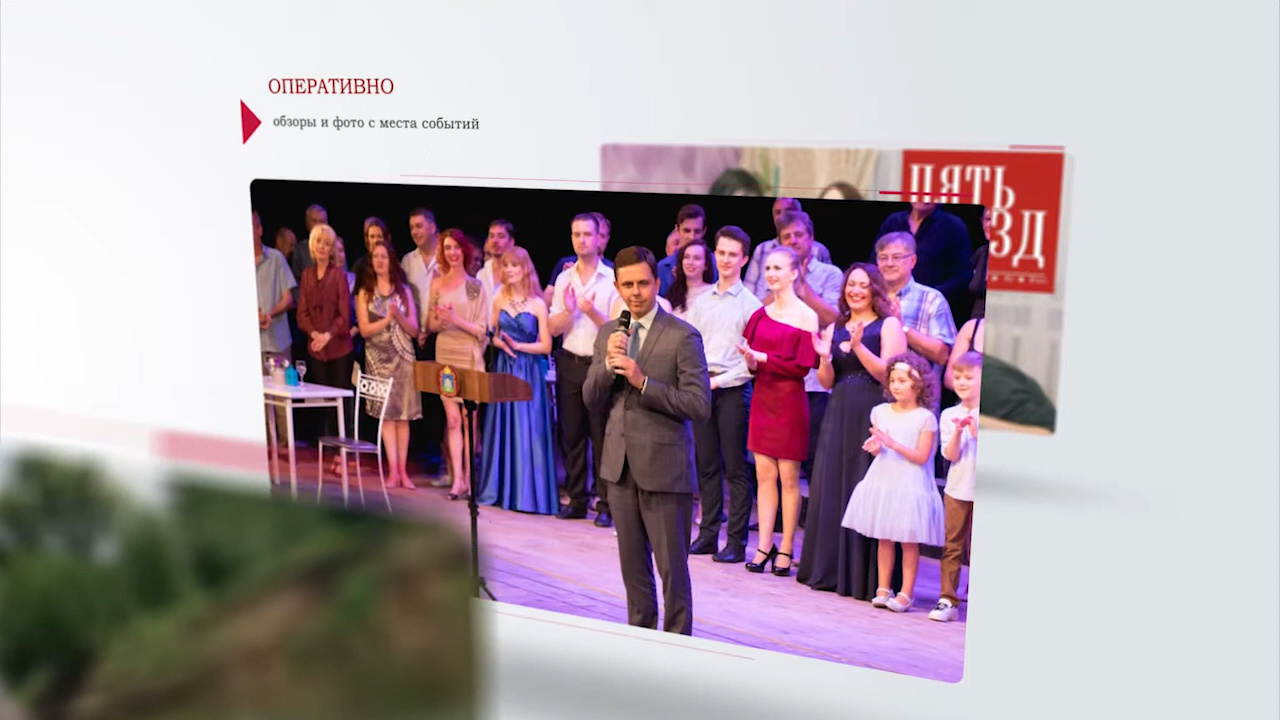 ОПЕРАТИВНО
обзоры и фото с места событий
ПЯТЬ
ЗД